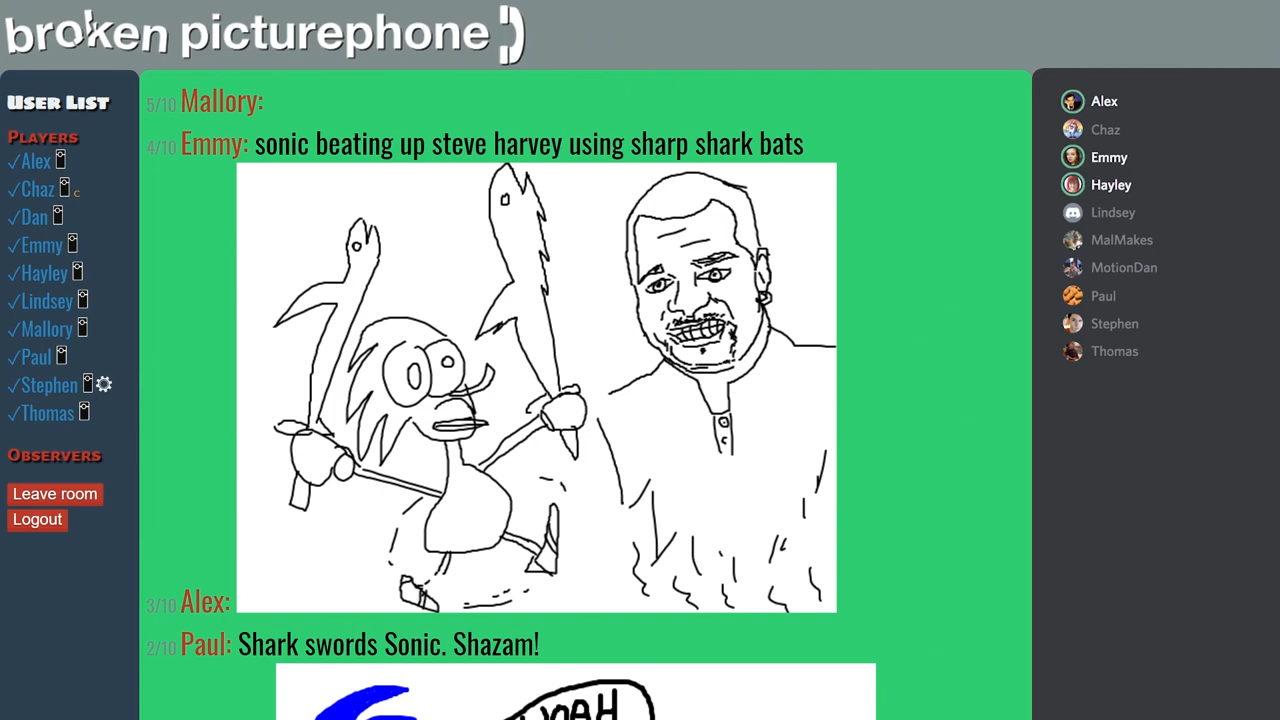 broken picturephone
User List
Players
✓Alex
✓Chaz c
✓Dan
✓Emmy
✓Hayley
✓Lindsey
✓Mallory
✓Paul
✓Stephen
✓Thomas
Observers
Leave room
Logout
5/10 Mallory:
4/10 Emmy: sonic beating up steve harvey using sharp shark bats
3/10 Alex:
2/10 Paul: Shark swords Sonic. Shazam!
Alex
Chaz
Emmy
Hayley
Lindsey
MalMakes
MotionDan
Paul
Stephen
Thomas